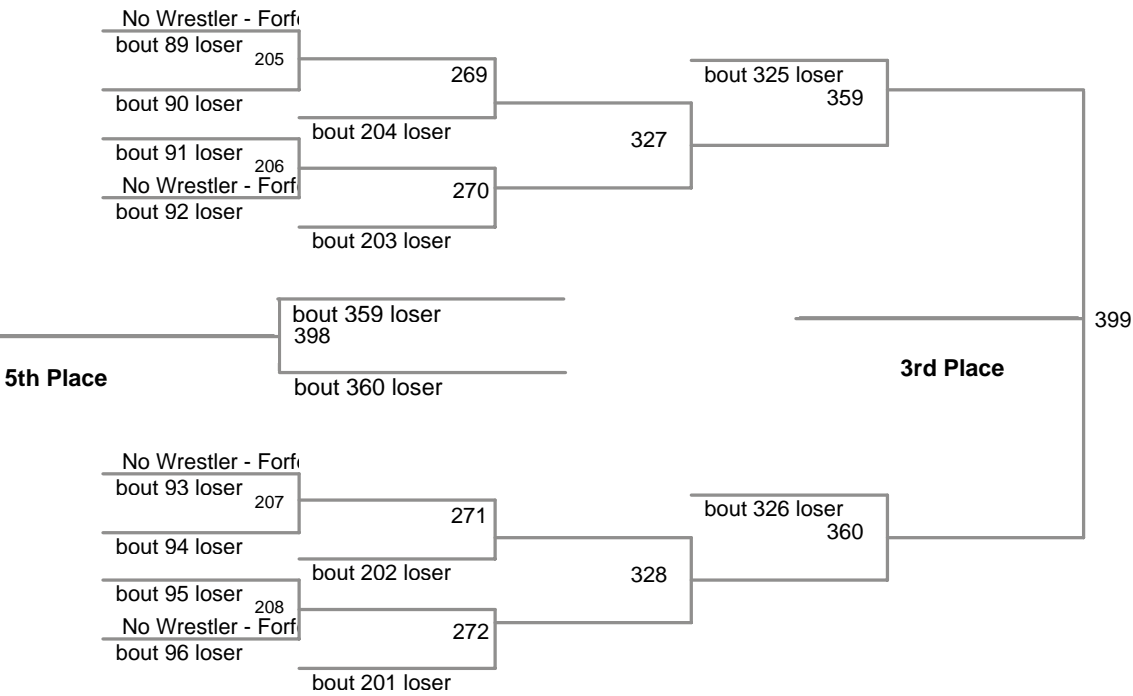 No Wrestler - Forf
bout 89 loser
205
bout 90 loser
269
bout 204 loser
bout 91 loser
206
No Wrestler - Forf
bout 92 loser
270
bout 203 loser
327
bout 325 loser
359
bout 359 loser
398
bout 360 loser
5th Place
3rd Place
399
No Wrestler - Forf
bout 93 loser
207
bout 94 loser
271
bout 202 loser
bout 95 loser
208
No Wrestler - Forf
bout 96 loser
272
bout 201 loser
328
bout 326 loser
360